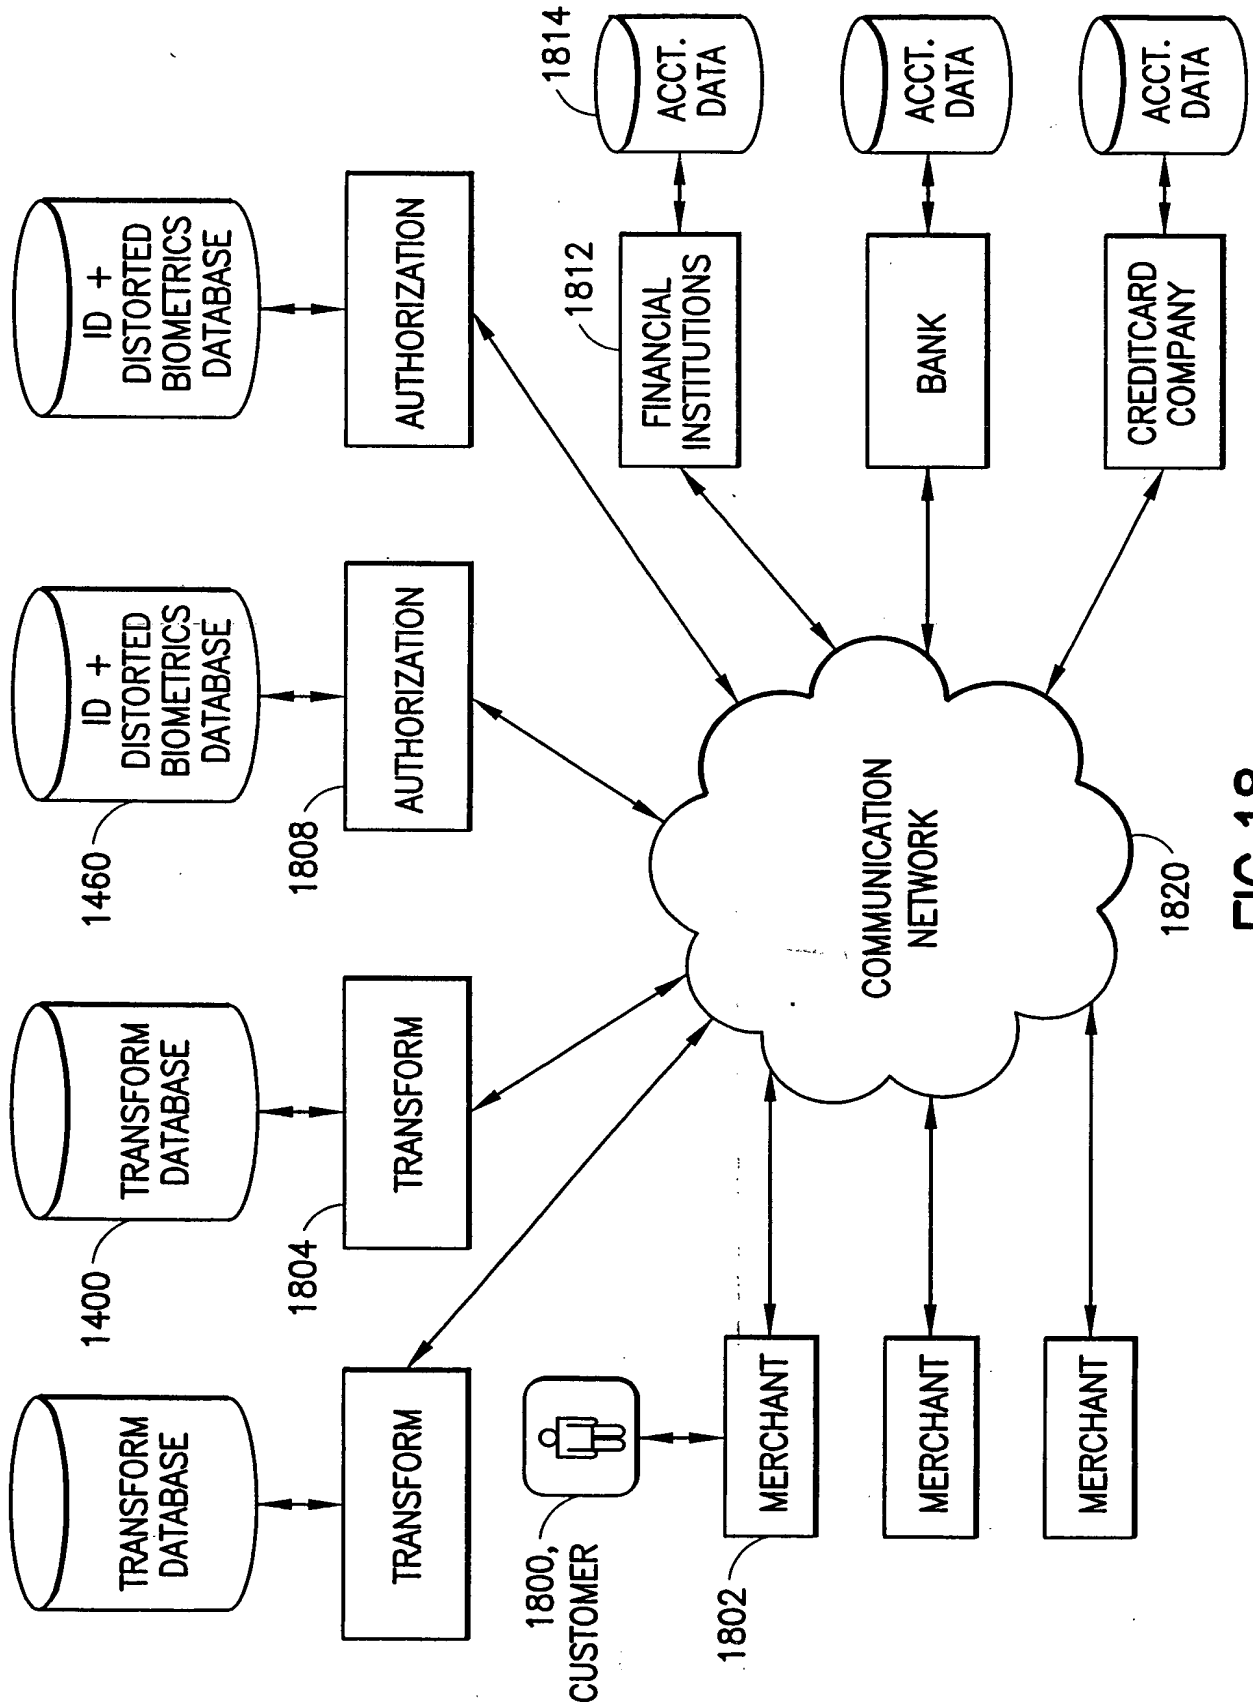 TRANSFORM
DATABASE
TRANSFORM
DATABASE
ID +
DISTORTED
BIOMETRICS
DATABASE
ID +
DISTORTED
BIOMETRICS
DATABASE
1400
1460
TRANSFORM
1804
TRANSFORM
1808
AUTHORIZATION
AUTHORIZATION
1800,
CUSTOMER
1814
ACCT.
DATA
1812
FINANCIAL
INSTITUTIONS
1802
MERCHANT
MERCHANT
MERCHANT
COMMUNICATION
NETWORK
1820
BANK
ACCT.
DATA
CREDITCARD
COMPANY
ACCT.
DATA
FIG.18